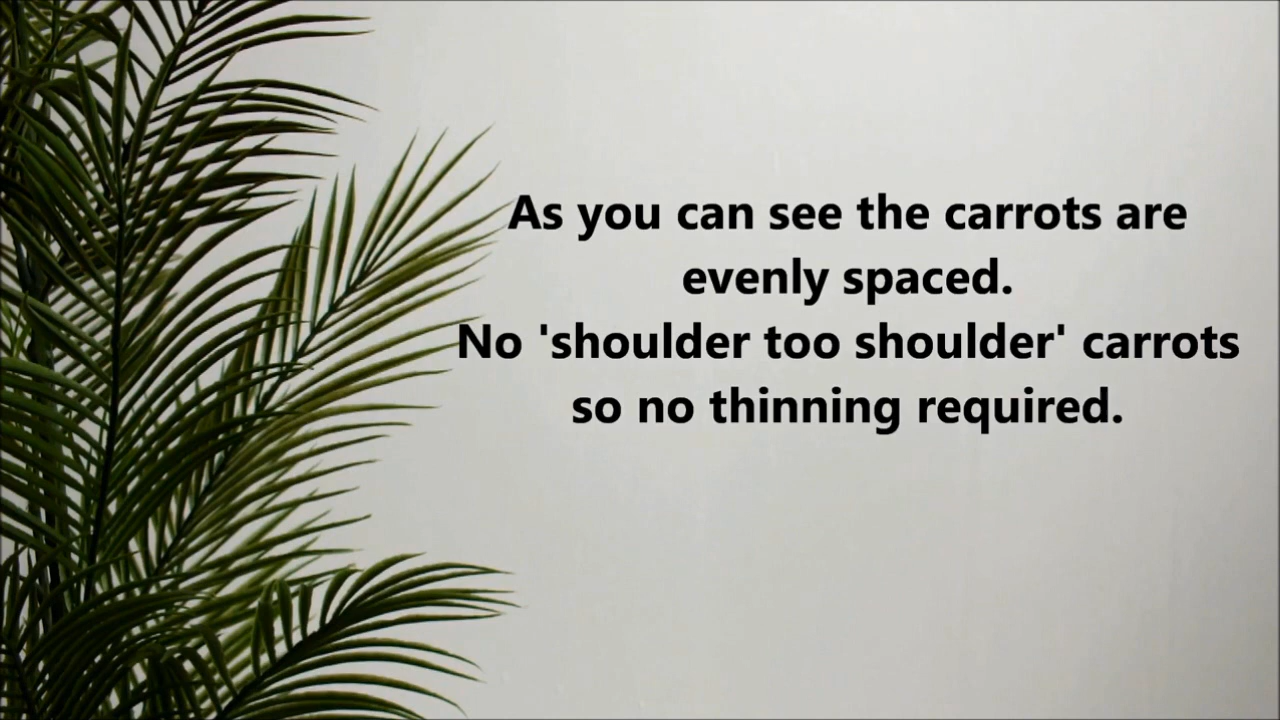 As you can see the carrots are
evenly spaced.
No 'shoulder too shoulder' carrots
so no thinning required.